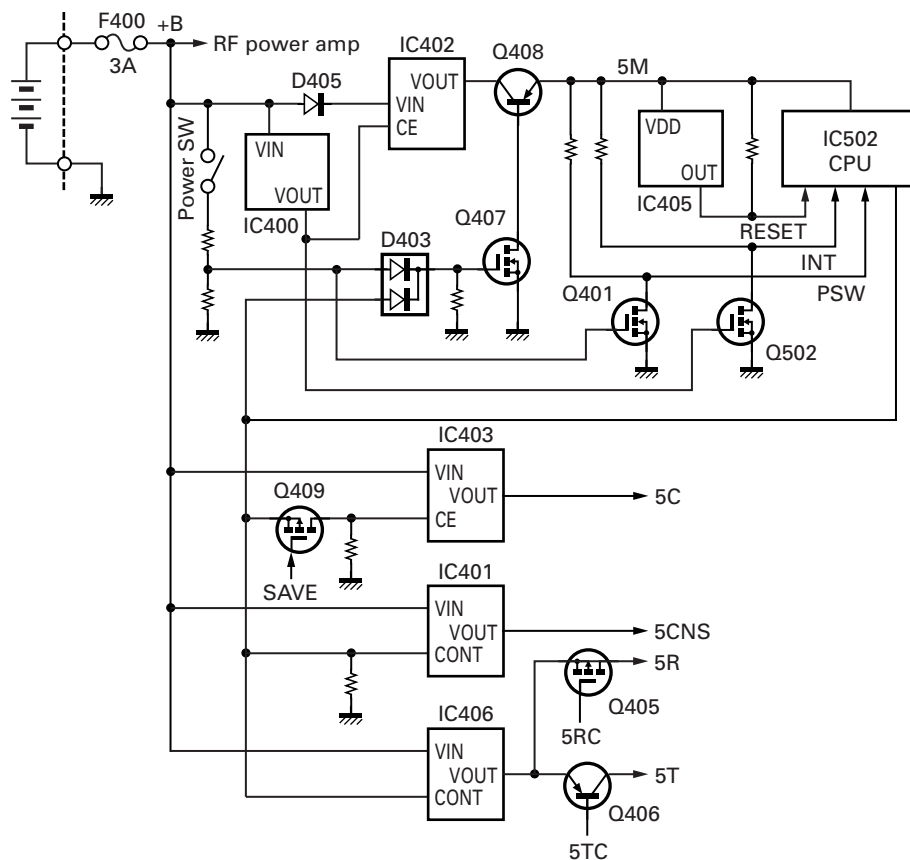 F400
+B
3A
RF power amp
IC402
Q408
5M
D405
VOUT
VIN
CE
VDD
OUT
IC405
IC502
CPU
Power SW
VIN
VOUT
IC400
D403
Q407
RESET
INT
PSW
Q401
Q502
IC403
VIN
VOUT
CE
5C
Q409
SAVE
IC401
VIN
VOUT
CONT
5CNS
5R
Q405
5RC
IC406
VIN
VOUT
CONT
5T
Q406
5TC